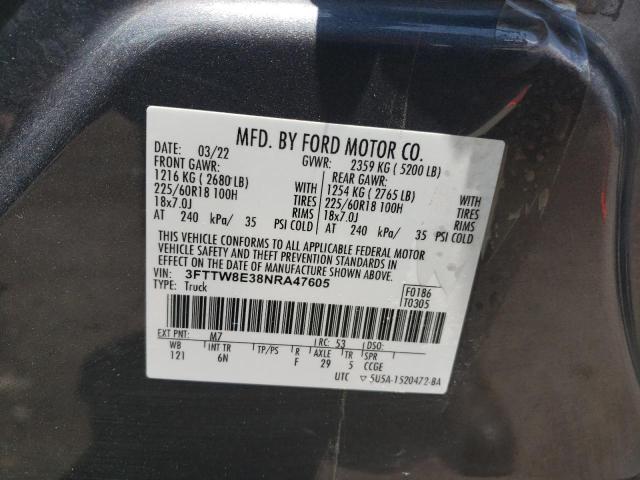 MFD. BY FORD MOTOR CO.
DATE: 03/22 GVWR: 2359 KG ( 5200 LB)
FRONT GAWR: REAR GAWR:
1216 KG ( 2680 LB) 1254 KG ( 2765 LB)
225/60R18 100H TIRES 225/60R18 100H TIRES
18x7.0J RIMS 18x7.0J RIMS
AT 240 kPa/ 35 PSI COLD AT 240 kPa/ 35 PSI COLD
THIS VEHICLE CONFORMS TO ALL APPLICABLE FEDERAL MOTOR
VEHICLE SAFETY AND THEFT PREVENTION STANDARDS IN
EFFECT ON THE DATE OF MANUFACTURE SHOWN ABOVE.
VIN: 3FTTW8E38NRA47605 F0186
TYPE: Truck T0305
EXT PNT: M7 RC: 53 DSO:
WB INT TR TP/PS R AXLE TR SPR
121 6N F 29 5 CCGE
UTC ▽ 5U5A-1520472-BA